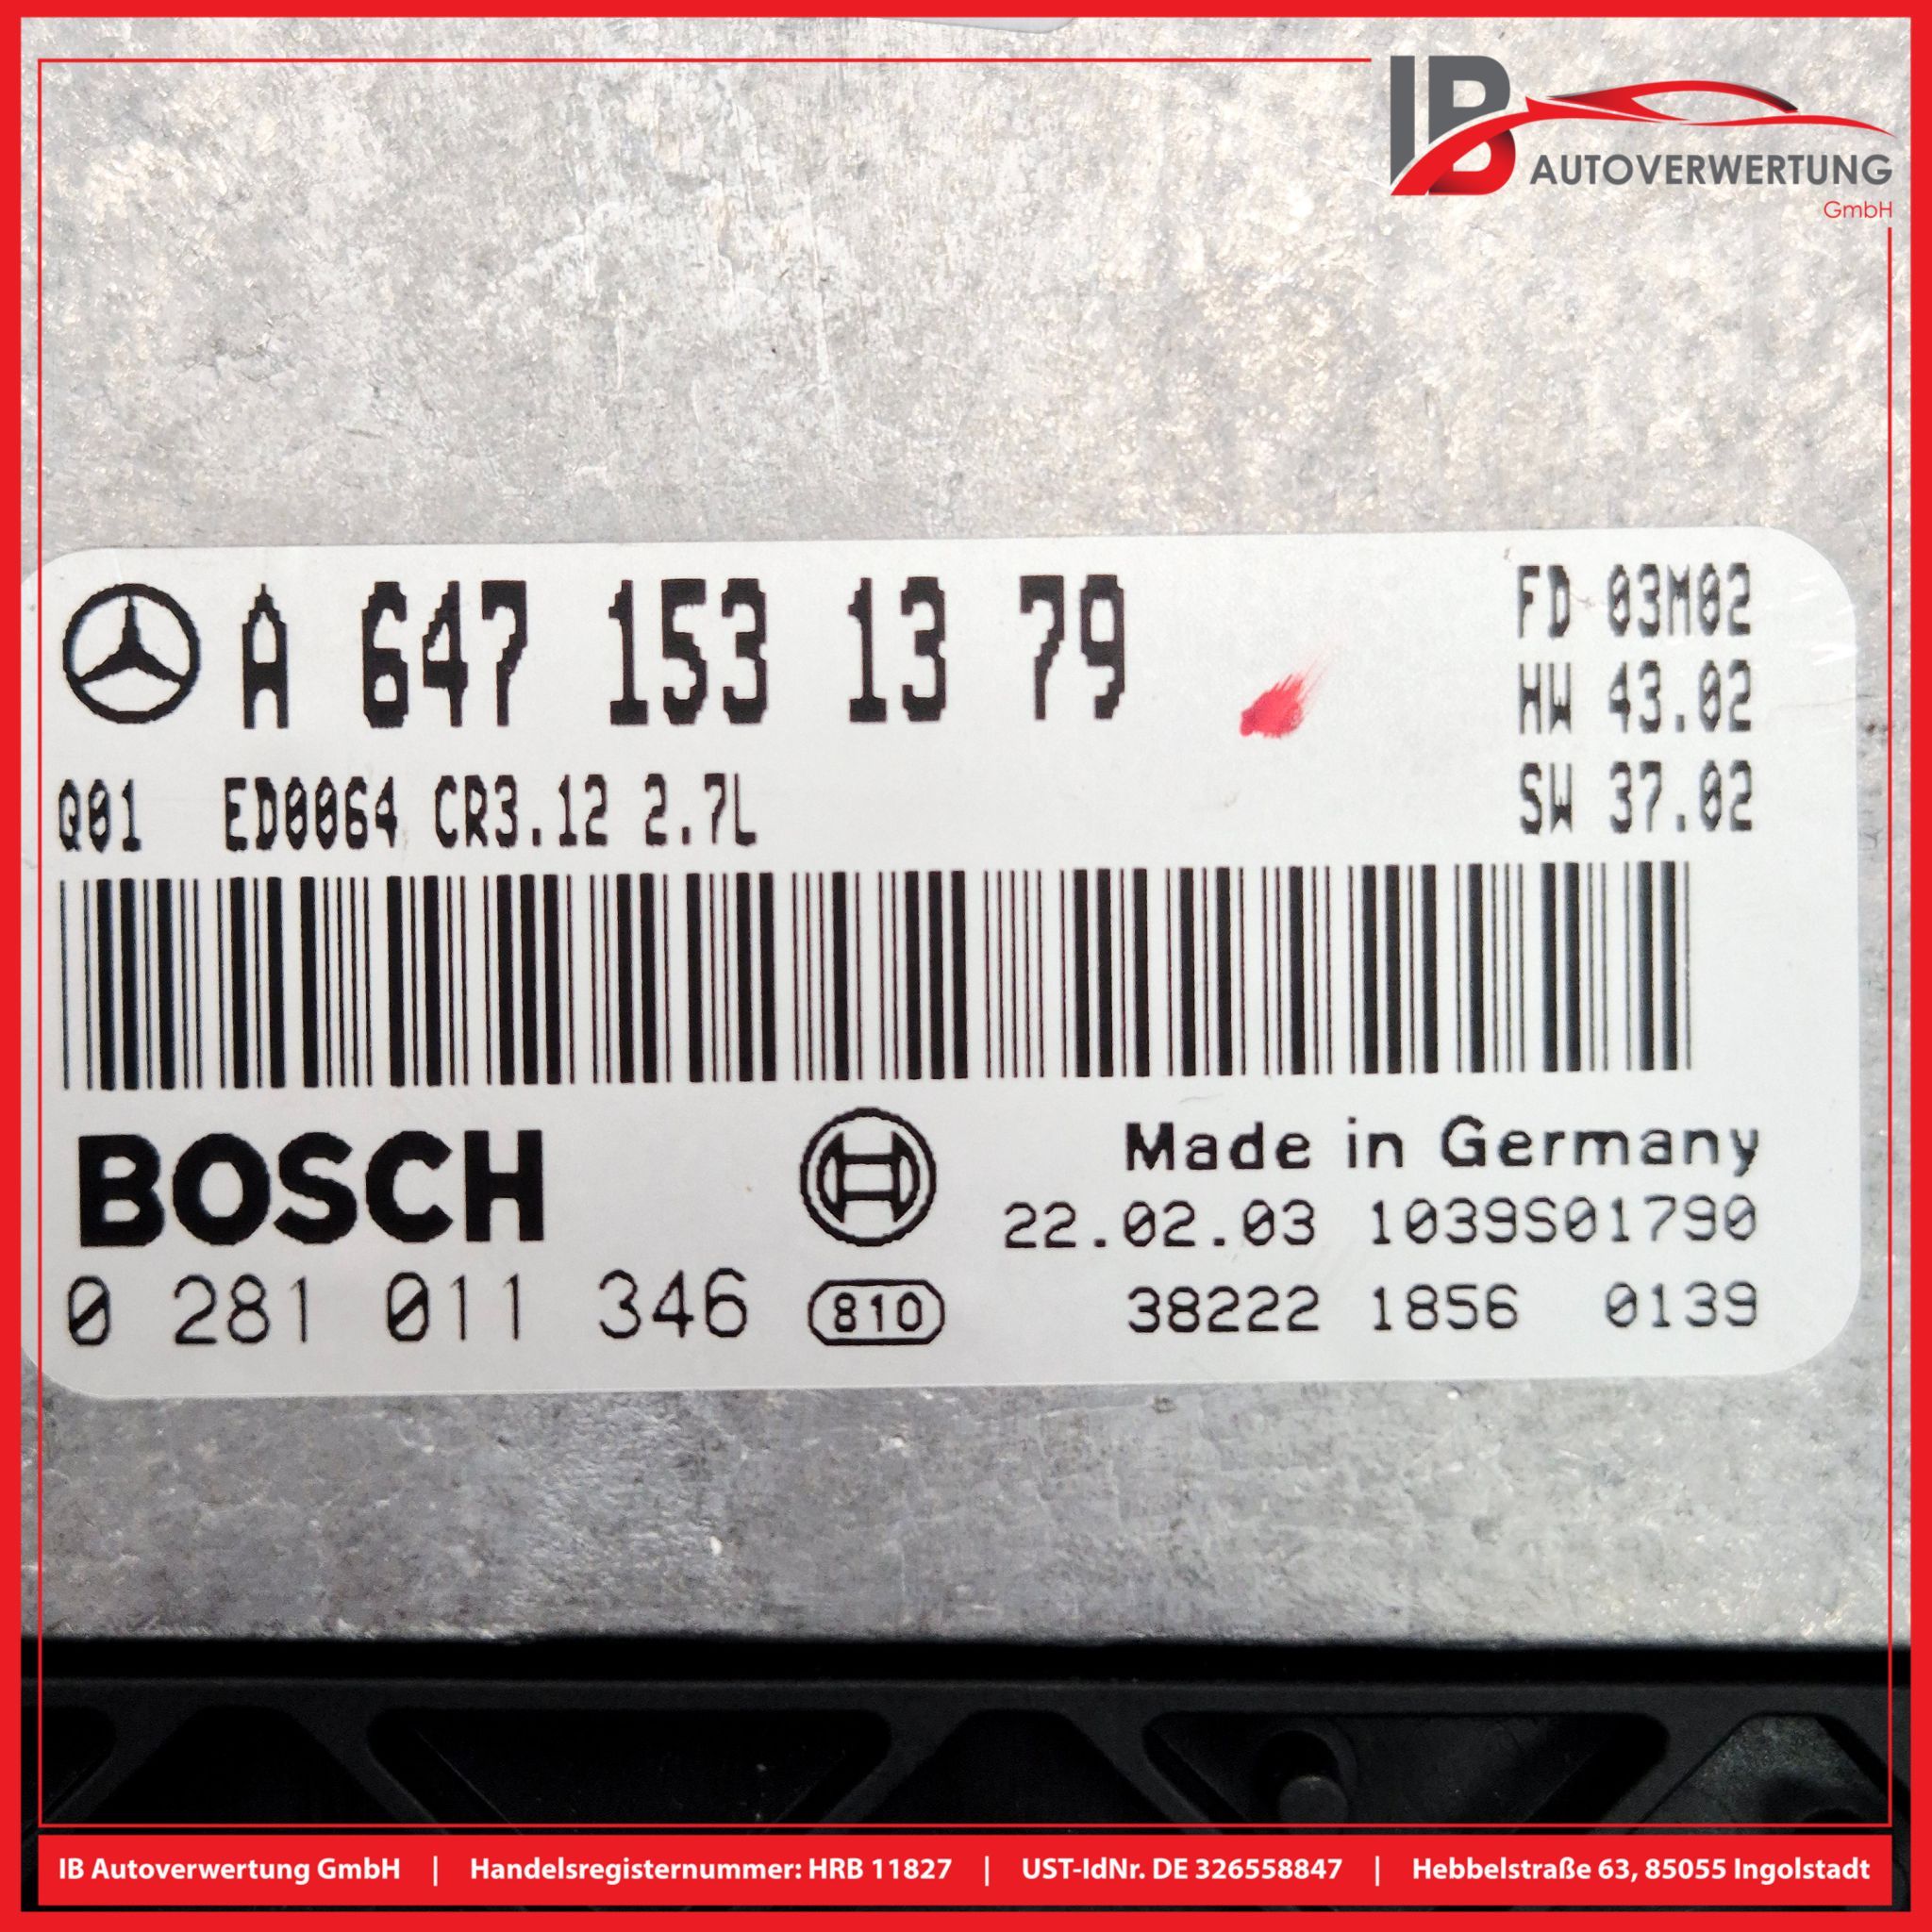 IB AUTOVERWERTUNG
GmbH
A 647 153 13 79
FD 03M02
HW 43.02
Q01 ED0064 CR3.12 2.7L
SW 37.02
BOSCH
Made in Germany
22.02.03 1039S01790
0 281 011 346
810
38222 1856 0139
IB Autoverwertung GmbH | Handelsregisternummer: HRB 11827 | UST-IdNr. DE 326558847 | Hebbelstraße 63, 85055 Ingolstadt